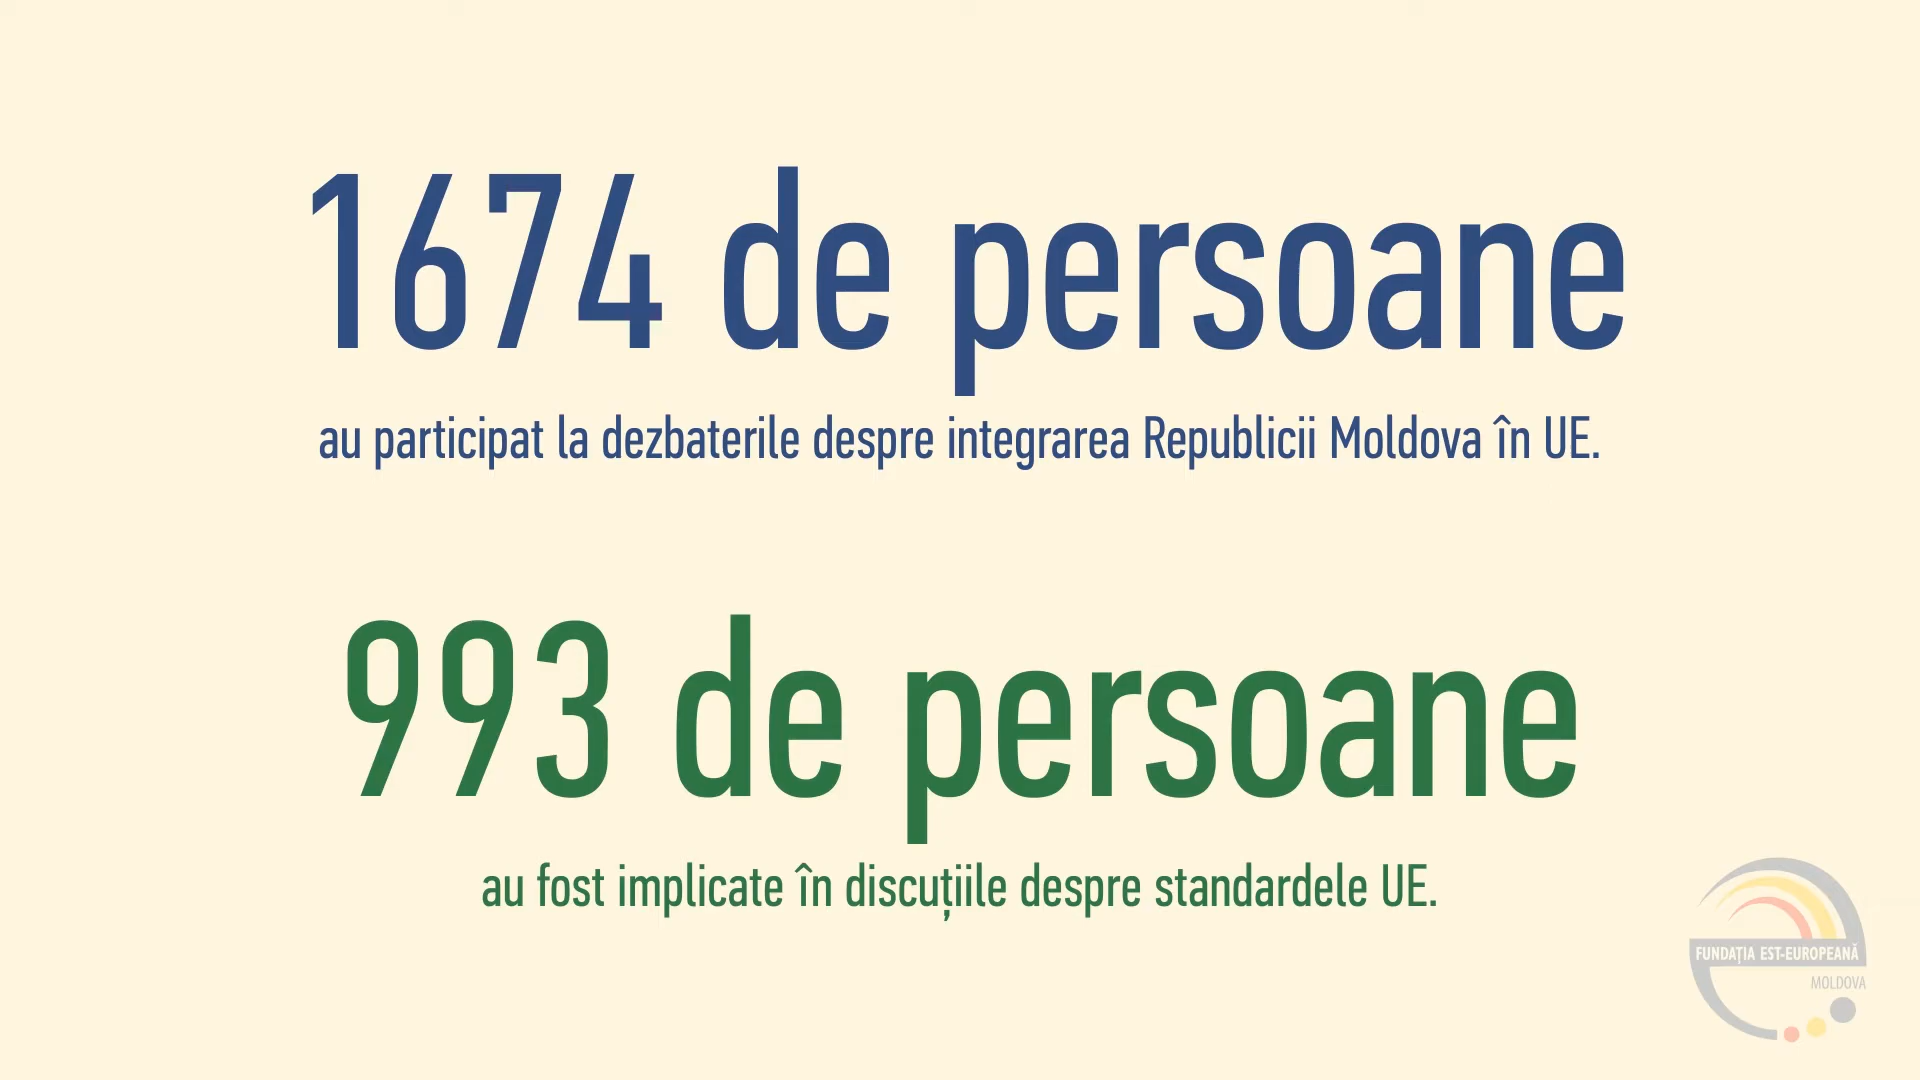 1674 de persoane
au participat la dezbaterile despre integrarea Republicii Moldova în UE.
993 de persoane
au fost implicate în discuțiile despre standardele UE.
FUNDAȚIA EST-EUROPEANĂ
MOLDOVA